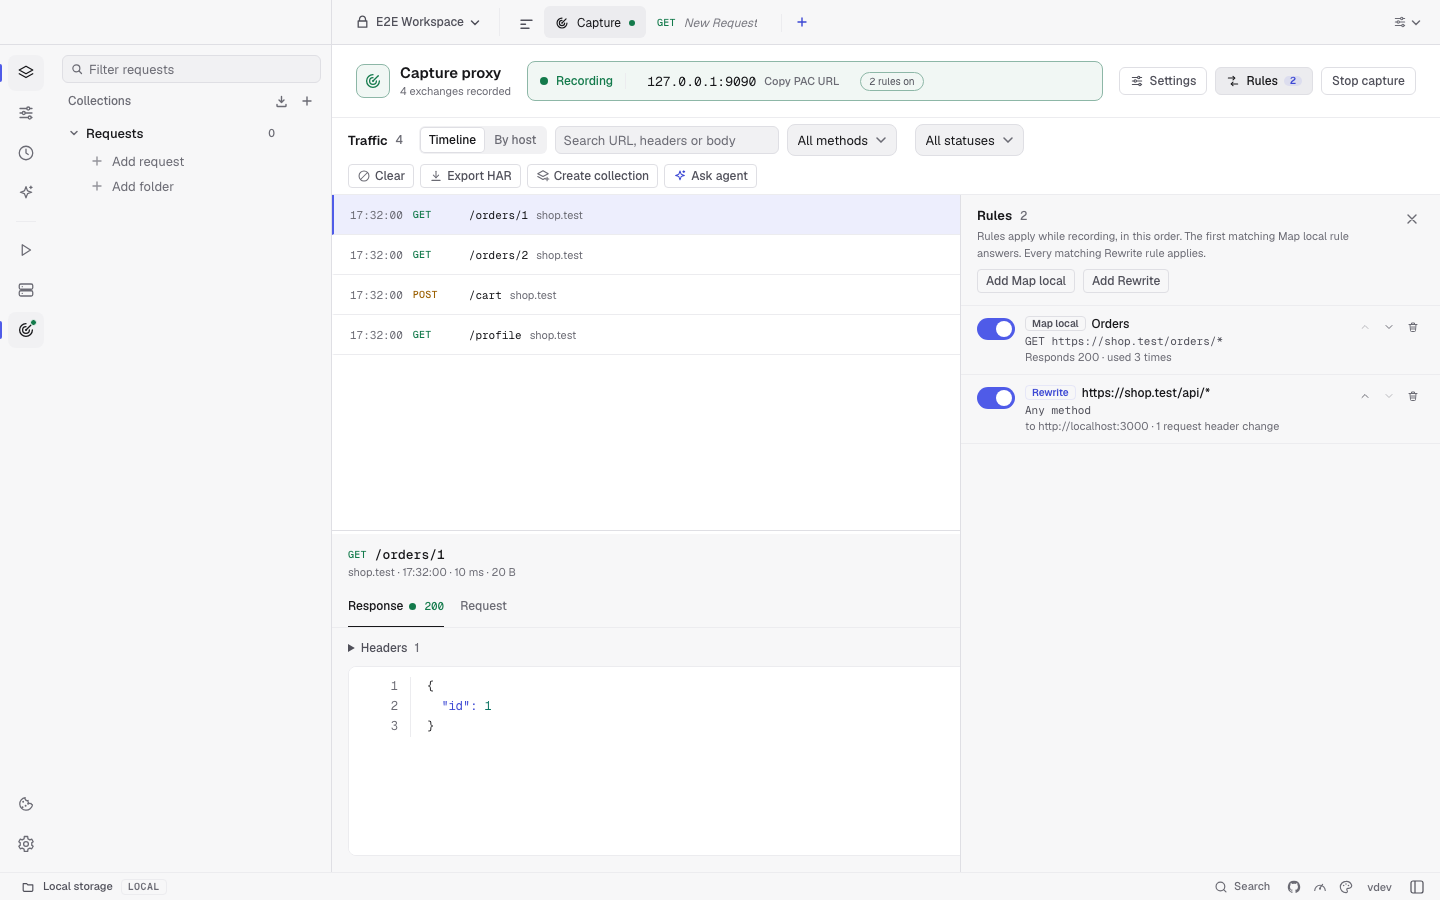 E2E Workspace
Capture
GET New Request
Filter requests
Collections
Requests 0
Add request
Add folder
Capture proxy
4 exchanges recorded
Recording
127.0.0.1:9090 Copy PAC URL
2 rules on
Settings
Rules 2
Stop capture
Traffic 4
Timeline
By host
Search URL, headers or body
All methods
All statuses
Clear
Export HAR
Create collection
Ask agent
17:32:00 GET /orders/1 shop.test
17:32:00 GET /orders/2 shop.test
17:32:00 POST /cart shop.test
17:32:00 GET /profile shop.test
GET /orders/1
shop.test · 17:32:00 · 10 ms · 20 B
Response 200
Request
Headers 1
1 {
2 "id": 1
3 }
Rules 2
Rules apply while recording, in this order. The first matching Map local rule
answers. Every matching Rewrite rule applies.
Add Map local
Add Rewrite
Map local Orders
GET https://shop.test/orders/*
Responds 200 · used 3 times
Rewrite https://shop.test/api/*
Any method
to http://localhost:3000 · 1 request header change
Local storage LOCAL
Search
vdev